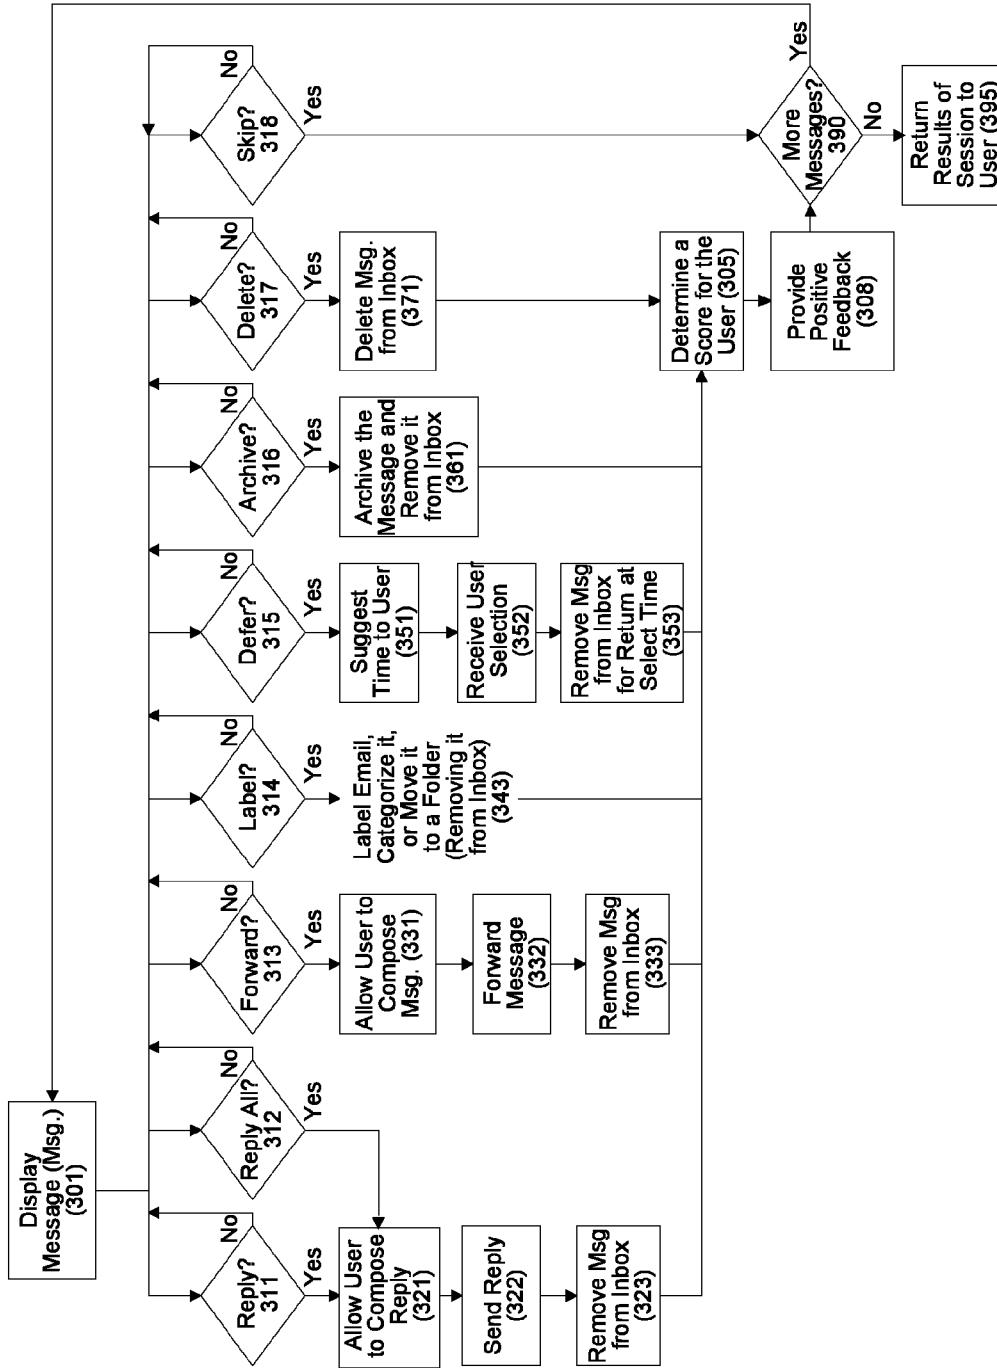 Display
Message (Msg.)
(301)
Reply?
311
No
Yes
Allow User
to Compose
Reply
(321)
Send Reply
(322)
Remove Msg
from Inbox
(323)
Reply All?
312
No
Yes
Forward?
313
No
Yes
Allow User to
Compose
Msg. (331)
Forward
Message
(332)
Remove Msg
from Inbox
(333)
Label?
314
No
Yes
Label Email,
Categorize it,
or Move it
to a Folder
(Removing it
from Inbox)
(343)
Defer?
315
No
Yes
Suggest
Time to User
(351)
Receive User
Selection
(352)
Remove Msg
from Inbox
for Return at
Select Time
(353)
Archive?
316
No
Yes
Archive the
Message and
Remove it
from Inbox
(361)
Delete?
317
No
Yes
Delete Msg.
from Inbox
(371)
Skip?
318
No
Yes
Determine a
Score for the
User (305)
Provide
Positive
Feedback
(308)
More
Messages?
390
Yes
No
Return
Results of
Session to
User (395)